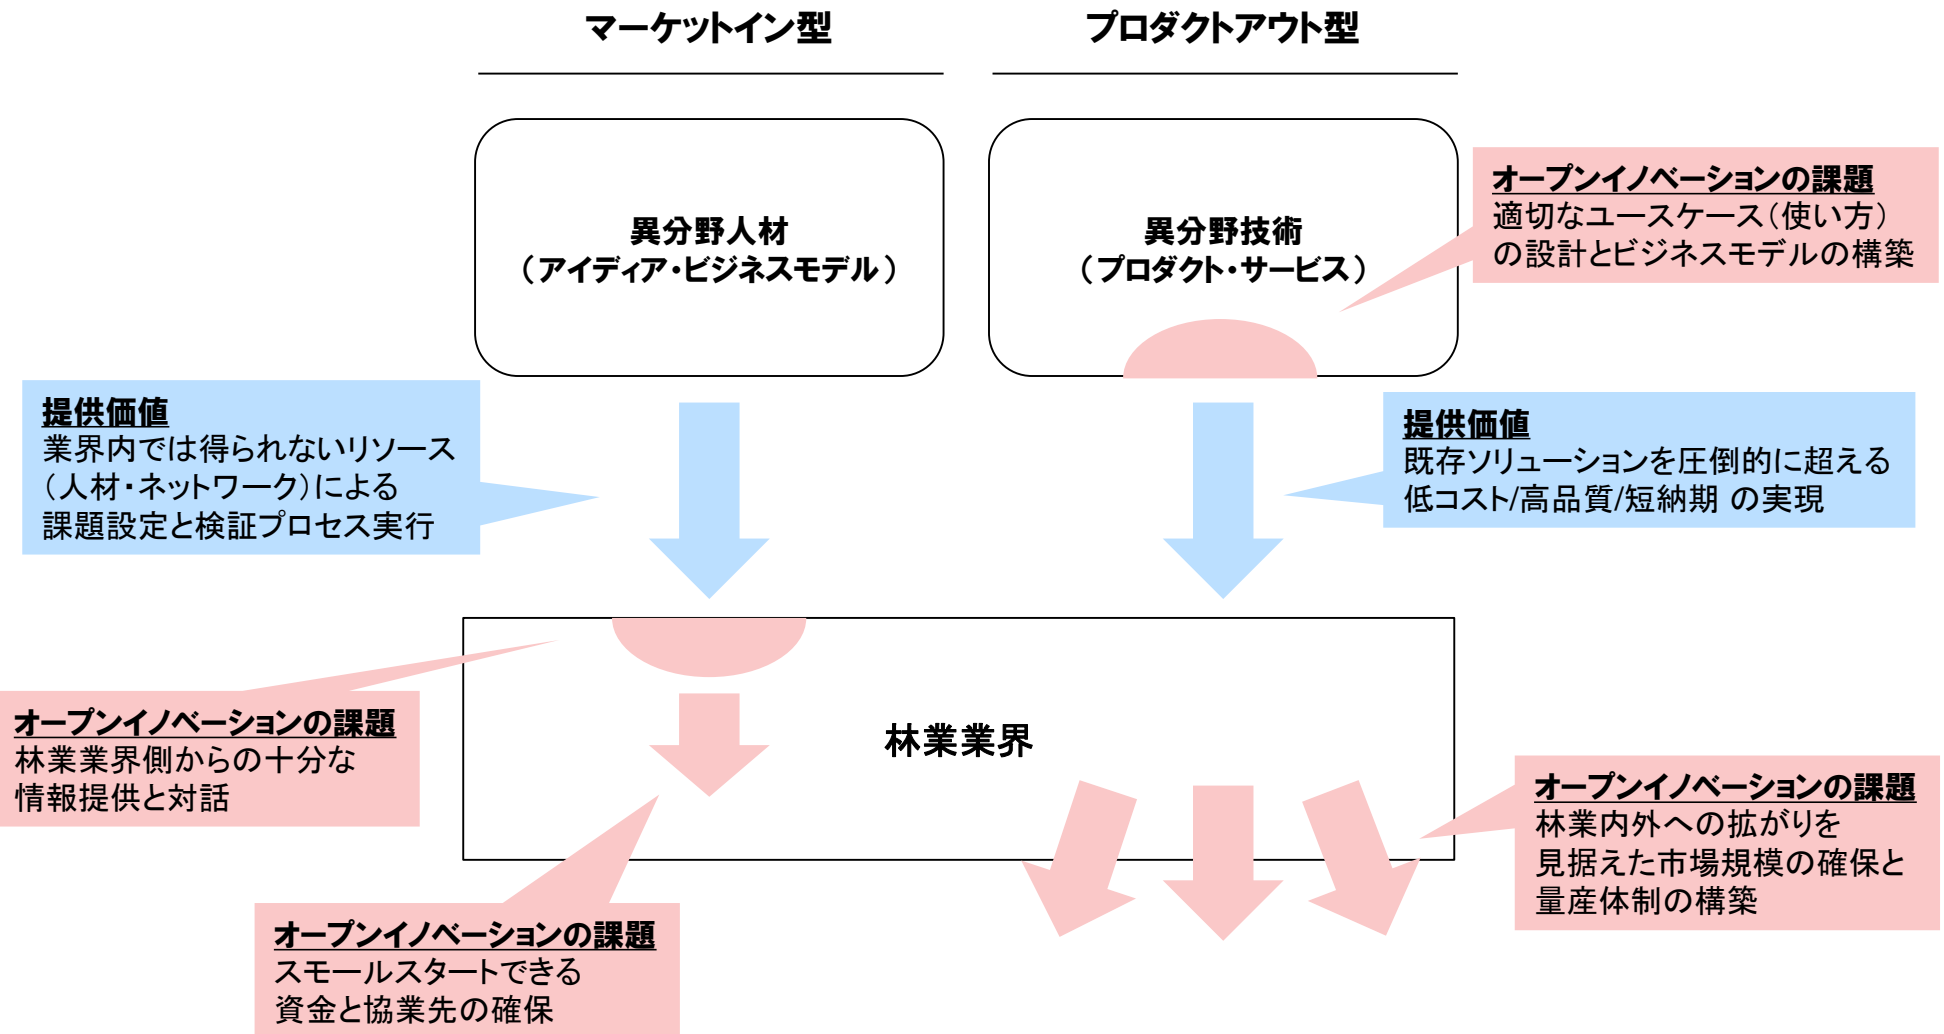 マーケットイン型
プロダクトアウト型
異分野人材
（アイディア・ビジネスモデル）
異分野技術
（プロダクト・サービス）
オープンイノベーションの課題
適切なユースケース（使い方）
の設計とビジネスモデルの構築
提供価値
業界内では得られないリソース
（人材・ネットワーク）による
課題設定と検証プロセス実行
提供価値
既存ソリューションを圧倒的に超える
低コスト/高品質/短納期 の実現
オープンイノベーションの課題
林業業界側からの十分な
情報提供と対話
林業業界
オープンイノベーションの課題
林業内外への拡がりを
見据えた市場規模の確保と
量産体制の構築
オープンイノベーションの課題
スモールスタートできる
資金と協業先の確保